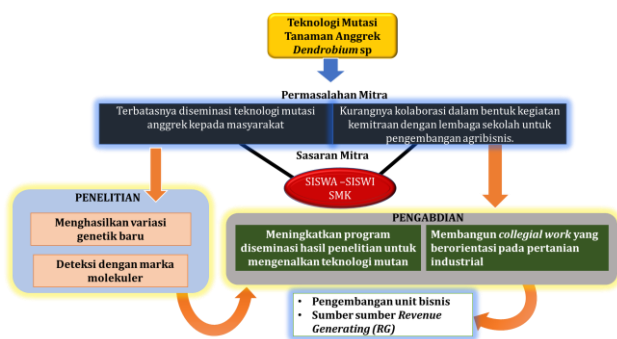 Teknologi Mutasi
Tanaman Anggrek
Dendrobium sp
Permasalahan Mitra
Terbatasnya diseminasi teknologi mutasi
anggrek kepada masyarakat
Kurangnya kolaborasi dalam bentuk kegiatan
kemitraan dengan lembaga sekolah untuk
pengembangan agribisnis.
Sasaran Mitra
SISWA –SISWI
SMK
PENELITIAN
Menghasilkan variasi
genetik baru
Deteksi dengan marka
molekuler
PENGABDIAN
Meningkatkan program
diseminasi hasil penelitian untuk
mengenalkan teknologi mutan
Membangun collegial work yang
berorientasi pada pertanian
industrial
• Pengembangan unit bisnis
• Sumber sumber Revenue
Generating (RG)